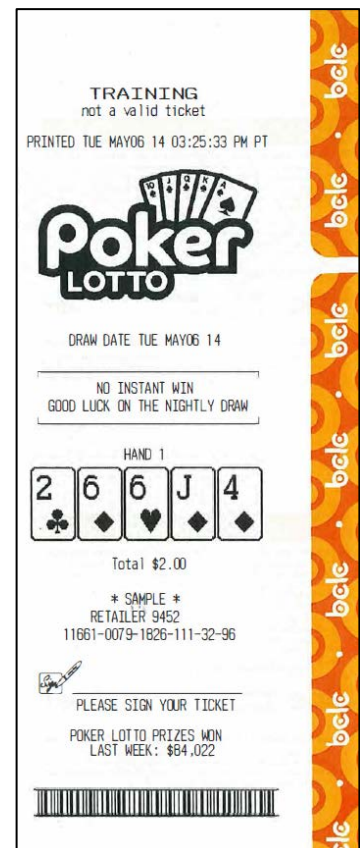 TRAINING
not a valid ticket
PRINTED TUE MAY06 14 03:25:33 PM PT
10 J Q K A
Poker
LOTTO
DRAW DATE TUE MAY06 14
NO INSTANT WIN
GOOD LUCK ON THE NIGHTLY DRAW
HAND 1
2 6 6 J 4
Total $2.00
* SAMPLE *
RETAILER 9452
11661-0079-1826-111-32-96
PLEASE SIGN YOUR TICKET
POKER LOTTO PRIZES WON
LAST WEEK: $84,022
bclc
bclc
bclc
bclc
bclc
bclc
bclc